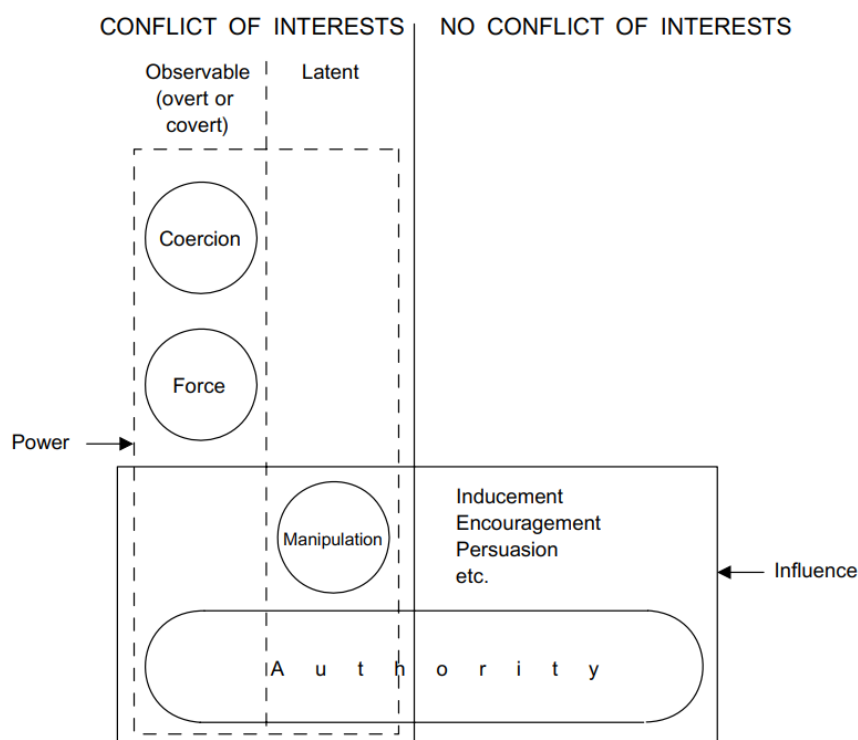 CONFLICT OF INTERESTS
NO CONFLICT OF INTERESTS
Observable
(overt or
covert)
Latent
Coercion
Force
Power
Manipulation
Inducement
Encouragement
Persuasion
etc.
Influence
A u t h o r i t y